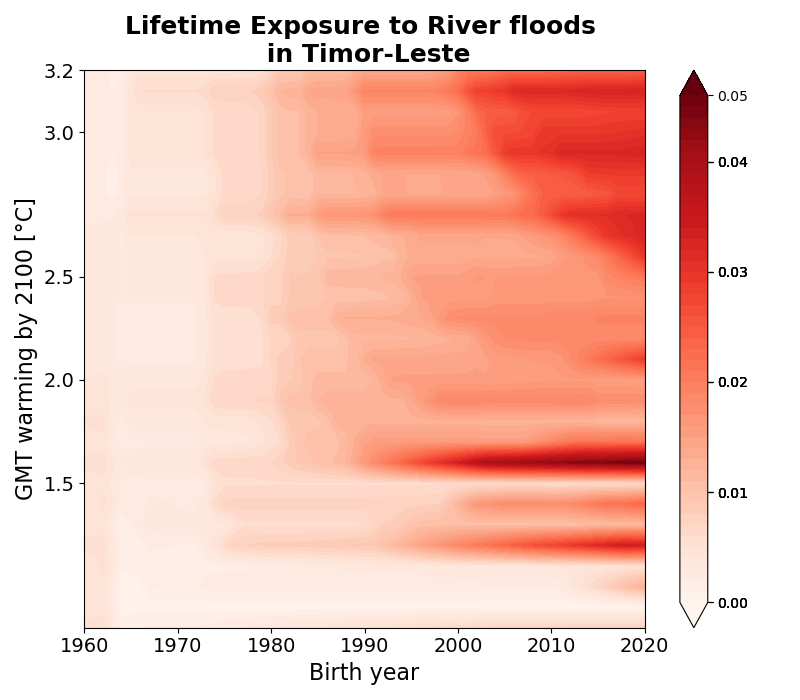 Lifetime Exposure to River floods
in Timor-Leste
3.2
3.0
2.5
2.0
1.5
GMT warming by 2100 [°C]
1960 1970 1980 1990 2000 2010 2020
Birth year
0.05
0.04
0.03
0.02
0.01
0.00